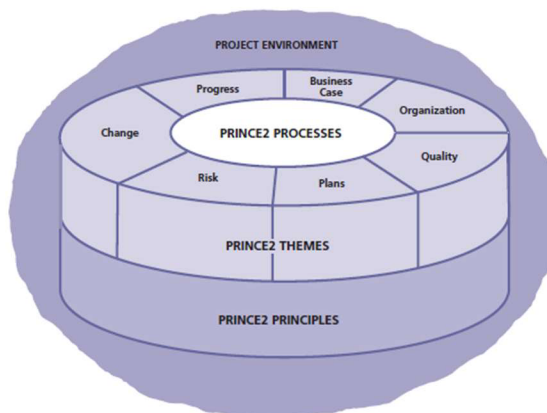 PROJECT ENVIRONMENT
Progress
Business
Case
Organization
Change
PRINCE2 PROCESSES
Quality
Risk
Plans
PRINCE2 THEMES
PRINCE2 PRINCIPLES